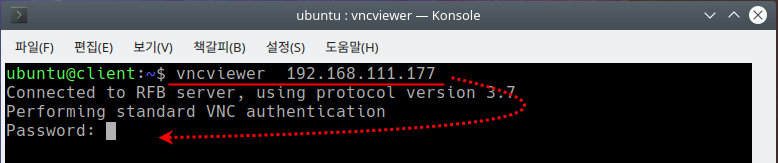 ubuntu : vncviewer — Konsole
파일(F) 편집(E) 보기(V) 책갈피(B) 설정(S) 도움말(H)
ubuntu@client:~$ vncviewer  192.168.111.177
Connected to RFB server, using protocol version 3.7
Performing standard VNC authentication
Password: